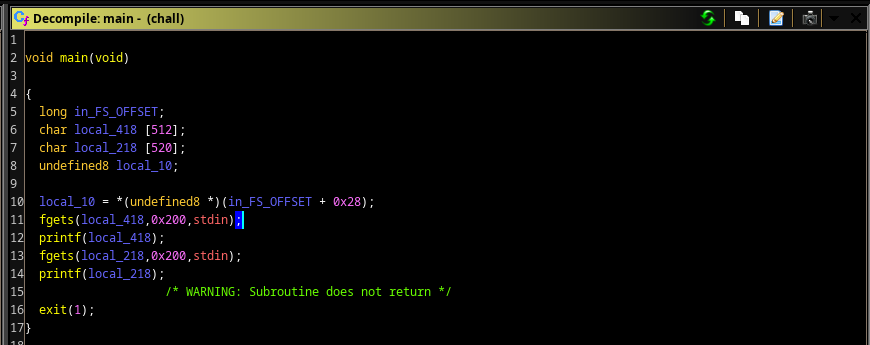 Decompile: main - (chall)
1
2 void main(void)
3
4 {
5 long in_FS_OFFSET;
6 char local_418 [512];
7 char local_218 [520];
8 undefined8 local_10;
9
10 local_10 = *(undefined8 *)(in_FS_OFFSET + 0x28);
11 fgets(local_418,0x200,stdin);
12 printf(local_418);
13 fgets(local_218,0x200,stdin);
14 printf(local_218);
15 /* WARNING: Subroutine does not return */
16 exit(1);
17 }
18